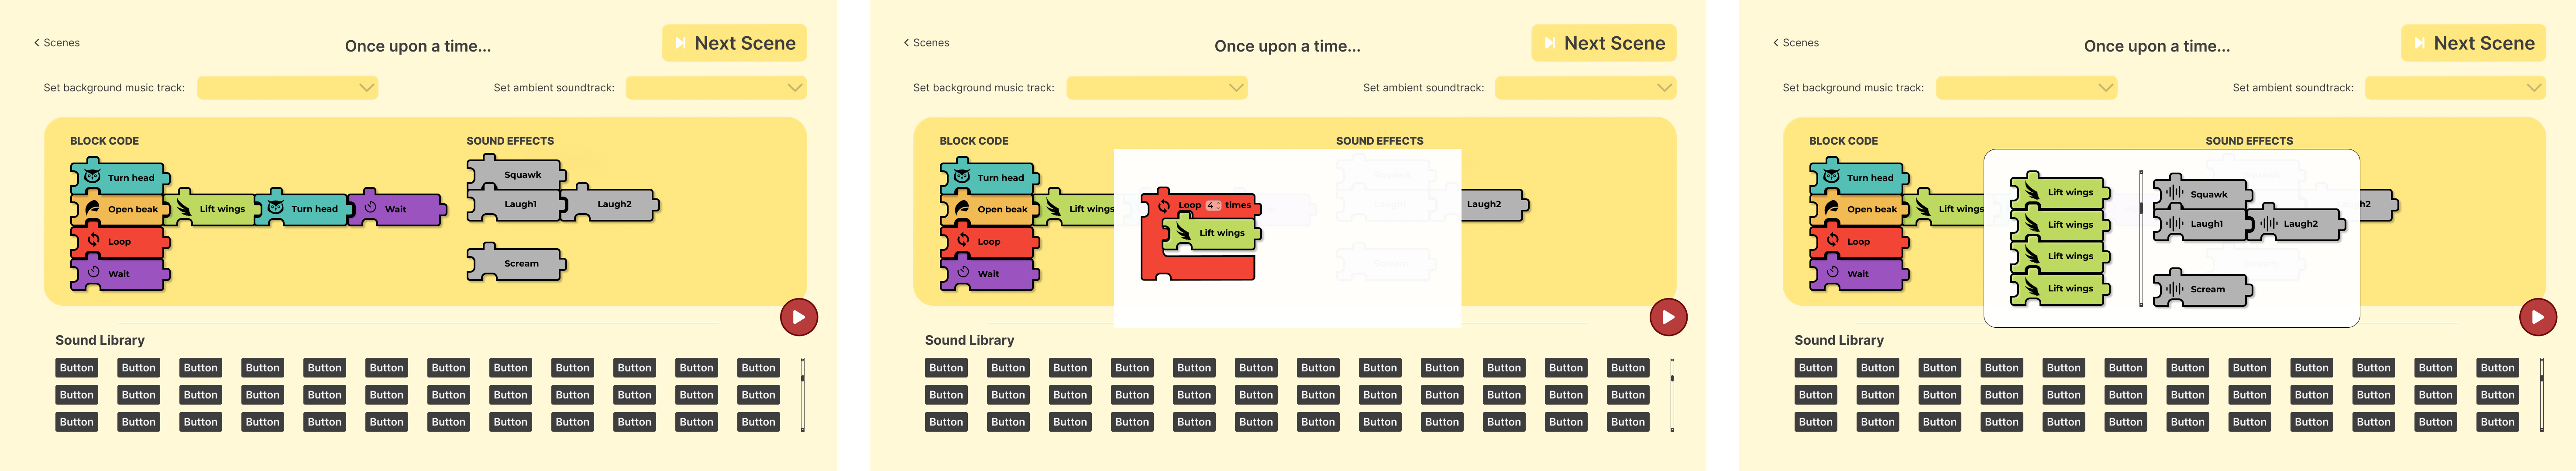 Scenes
Once upon a time...
Next Scene
Set background music track:
Set ambient soundtrack:
BLOCK CODE
SOUND EFFECTS
Turn head
Open beak
Lift wings
Turn head
Wait
Loop
Wait
Squawk
Laugh1
Laugh2
Scream
Sound Library
Button Button Button Button Button Button Button Button Button Button Button Button
Button Button Button Button Button Button Button Button Button Button Button Button
Button Button Button Button Button Button Button Button Button Button Button Button
Scenes
Once upon a time...
Next Scene
Set background music track:
Set ambient soundtrack:
BLOCK CODE
SOUND EFFECTS
Turn head
Open beak
Lift wings
Loop
Wait
Loop 4 times
Lift wings
Laugh2
Sound Library
Button Button Button Button Button Button Button Button Button Button Button Button
Button Button Button Button Button Button Button Button Button Button Button Button
Button Button Button Button Button Button Button Button Button Button Button Button
Scenes
Once upon a time...
Next Scene
Set background music track:
Set ambient soundtrack:
BLOCK CODE
SOUND EFFECTS
Turn head
Open beak
Lift wings
Loop
Wait
Lift wings
Lift wings
Lift wings
Lift wings
Squawk
Laugh1
Laugh2
Scream
h2
Sound Library
Button Button Button Button Button Button Button Button Button Button Button Button
Button Button Button Button Button Button Button Button Button Button Button Button
Button Button Button Button Button Button Button Button Button Button Button Button